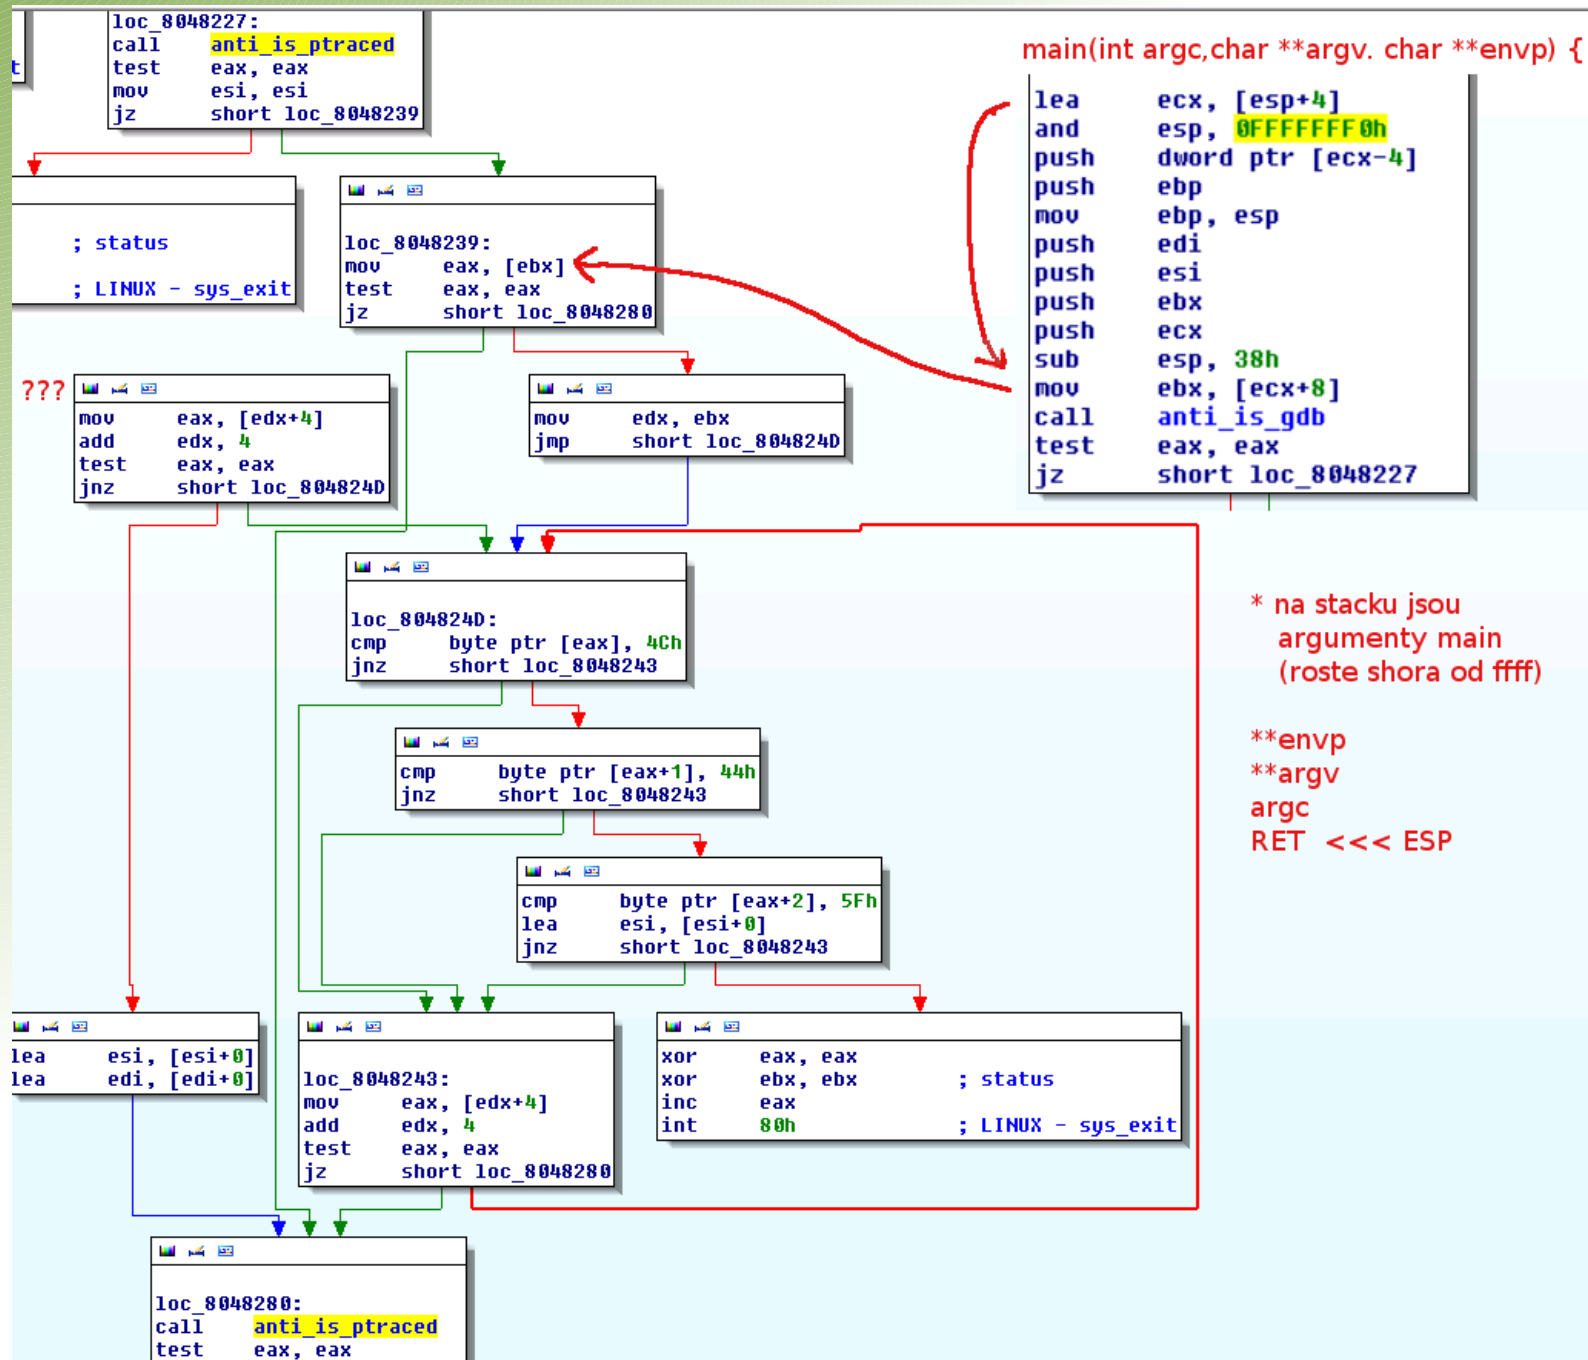 loc_8048227:
call anti_is_ptraced
test eax, eax
mov esi, esi
jz short loc_8048239
t
main(int argc,char **argv. char **envp) {
lea ecx, [esp+4]
and esp, 0FFFFFFF0h
push dword ptr [ecx-4]
push ebp
mov ebp, esp
push edi
push esi
push ebx
push ecx
sub esp, 38h
mov ebx, [ecx+8]
call anti_is_gdb
test eax, eax
jz short loc_8048227
; status
; LINUX - sys_exit
loc_8048239:
mov eax, [ebx]
test eax, eax
jz short loc_8048280
???
mov eax, [edx+4]
add edx, 4
test eax, eax
jnz short loc_804824D
mov edx, ebx
jmp short loc_804824D
loc_804824D:
cmp byte ptr [eax], 4Ch
jnz short loc_8048243
* na stacku jsou
argumenty main
(roste shora od ffff)
**envp
**argv
argc
RET <<< ESP
cmp byte ptr [eax+1], 44h
jnz short loc_8048243
cmp byte ptr [eax+2], 5Fh
lea esi, [esi+0]
jnz short loc_8048243
lea esi, [esi+0]
lea edi, [edi+0]
loc_8048243:
mov eax, [edx+4]
add edx, 4
test eax, eax
jz short loc_8048280
xor eax, eax
xor ebx, ebx ; status
inc eax
int 80h ; LINUX - sys_exit
loc_8048280:
call anti_is_ptraced
test eax, eax